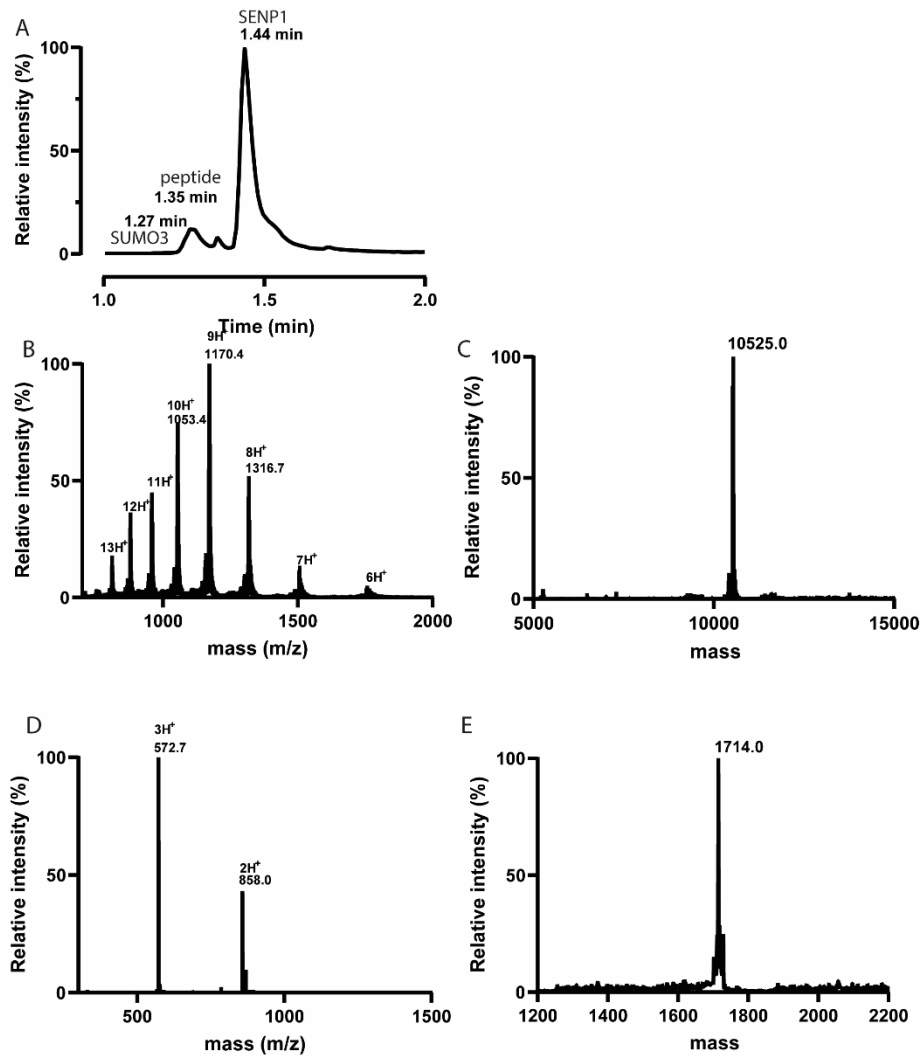 A
SENP1
1.44 min
peptide
1.35 min
1.27 min
SUMO3
Relative intensity (%)
100
50
0
1.0
1.5
2.0
Time (min)
B
9H+
1170.4
10H+
1053.4
11H+
8H+
1316.7
12H+
13H+
7H+
6H+
Relative intensity (%)
100
50
0
1000
1500
2000
mass (m/z)
C
10525.0
Relative intensity (%)
100
50
0
5000
10000
15000
mass
D
3H+
572.7
2H+
858.0
Relative intensity (%)
100
50
0
500
1000
1500
mass (m/z)
E
1714.0
Relative intensity (%)
100
50
0
1200
1400
1600
1800
2000
2200
mass